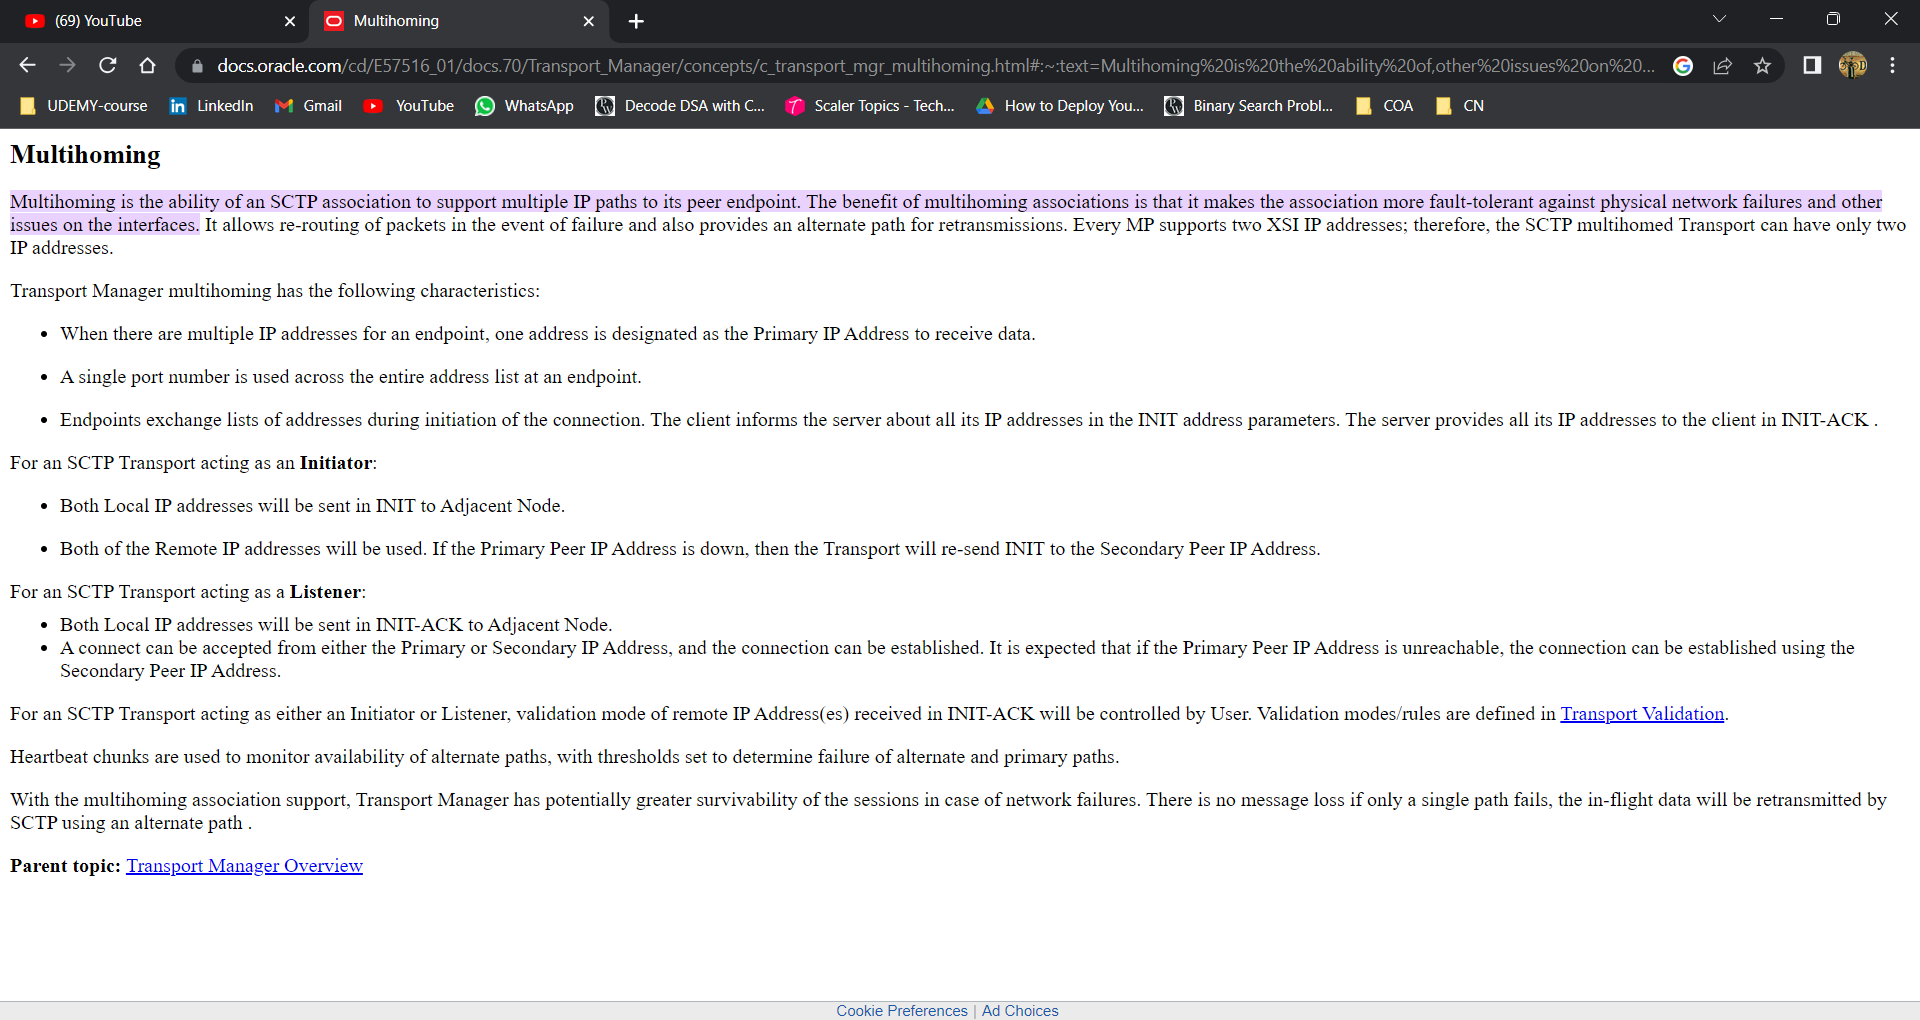 (69) YouTube
Multihoming
docs.oracle.com/cd/E57516_01/docs.70/Transport_Manager/concepts/c_transport_mgr_multihoming.html#:~:text=Multihoming%20is%20the%20ability%20of,other%20issues%20on%20...
UDEMY-course
LinkedIn
Gmail
YouTube
WhatsApp
Decode DSA with C...
Scaler Topics - Tech...
How to Deploy You...
Binary Search Probl...
COA
CN
Multihoming
Multihoming is the ability of an SCTP association to support multiple IP paths to its peer endpoint. The benefit of multihoming associations is that it makes the association more fault-tolerant against physical network failures and other
issues on the interfaces. It allows re-routing of packets in the event of failure and also provides an alternate path for retransmissions. Every MP supports two XSI IP addresses; therefore, the SCTP multihomed Transport can have only two
IP addresses.
Transport Manager multihoming has the following characteristics:
• When there are multiple IP addresses for an endpoint, one address is designated as the Primary IP Address to receive data.
• A single port number is used across the entire address list at an endpoint.
• Endpoints exchange lists of addresses during initiation of the connection. The client informs the server about all its IP addresses in the INIT address parameters. The server provides all its IP addresses to the client in INIT-ACK .
For an SCTP Transport acting as an Initiator:
• Both Local IP addresses will be sent in INIT to Adjacent Node.
• Both of the Remote IP addresses will be used. If the Primary Peer IP Address is down, then the Transport will re-send INIT to the Secondary Peer IP Address.
For an SCTP Transport acting as a Listener:
• Both Local IP addresses will be sent in INIT-ACK to Adjacent Node.
• A connect can be accepted from either the Primary or Secondary IP Address, and the connection can be established. It is expected that if the Primary Peer IP Address is unreachable, the connection can be established using the
Secondary Peer IP Address.
For an SCTP Transport acting as either an Initiator or Listener, validation mode of remote IP Address(es) received in INIT-ACK will be controlled by User. Validation modes/rules are defined in Transport Validation.
Heartbeat chunks are used to monitor availability of alternate paths, with thresholds set to determine failure of alternate and primary paths.
With the multihoming association support, Transport Manager has potentially greater survivability of the sessions in case of network failures. There is no message loss if only a single path fails, the in-flight data will be retransmitted by
SCTP using an alternate path .
Parent topic: Transport Manager Overview
Cookie Preferences | Ad Choices